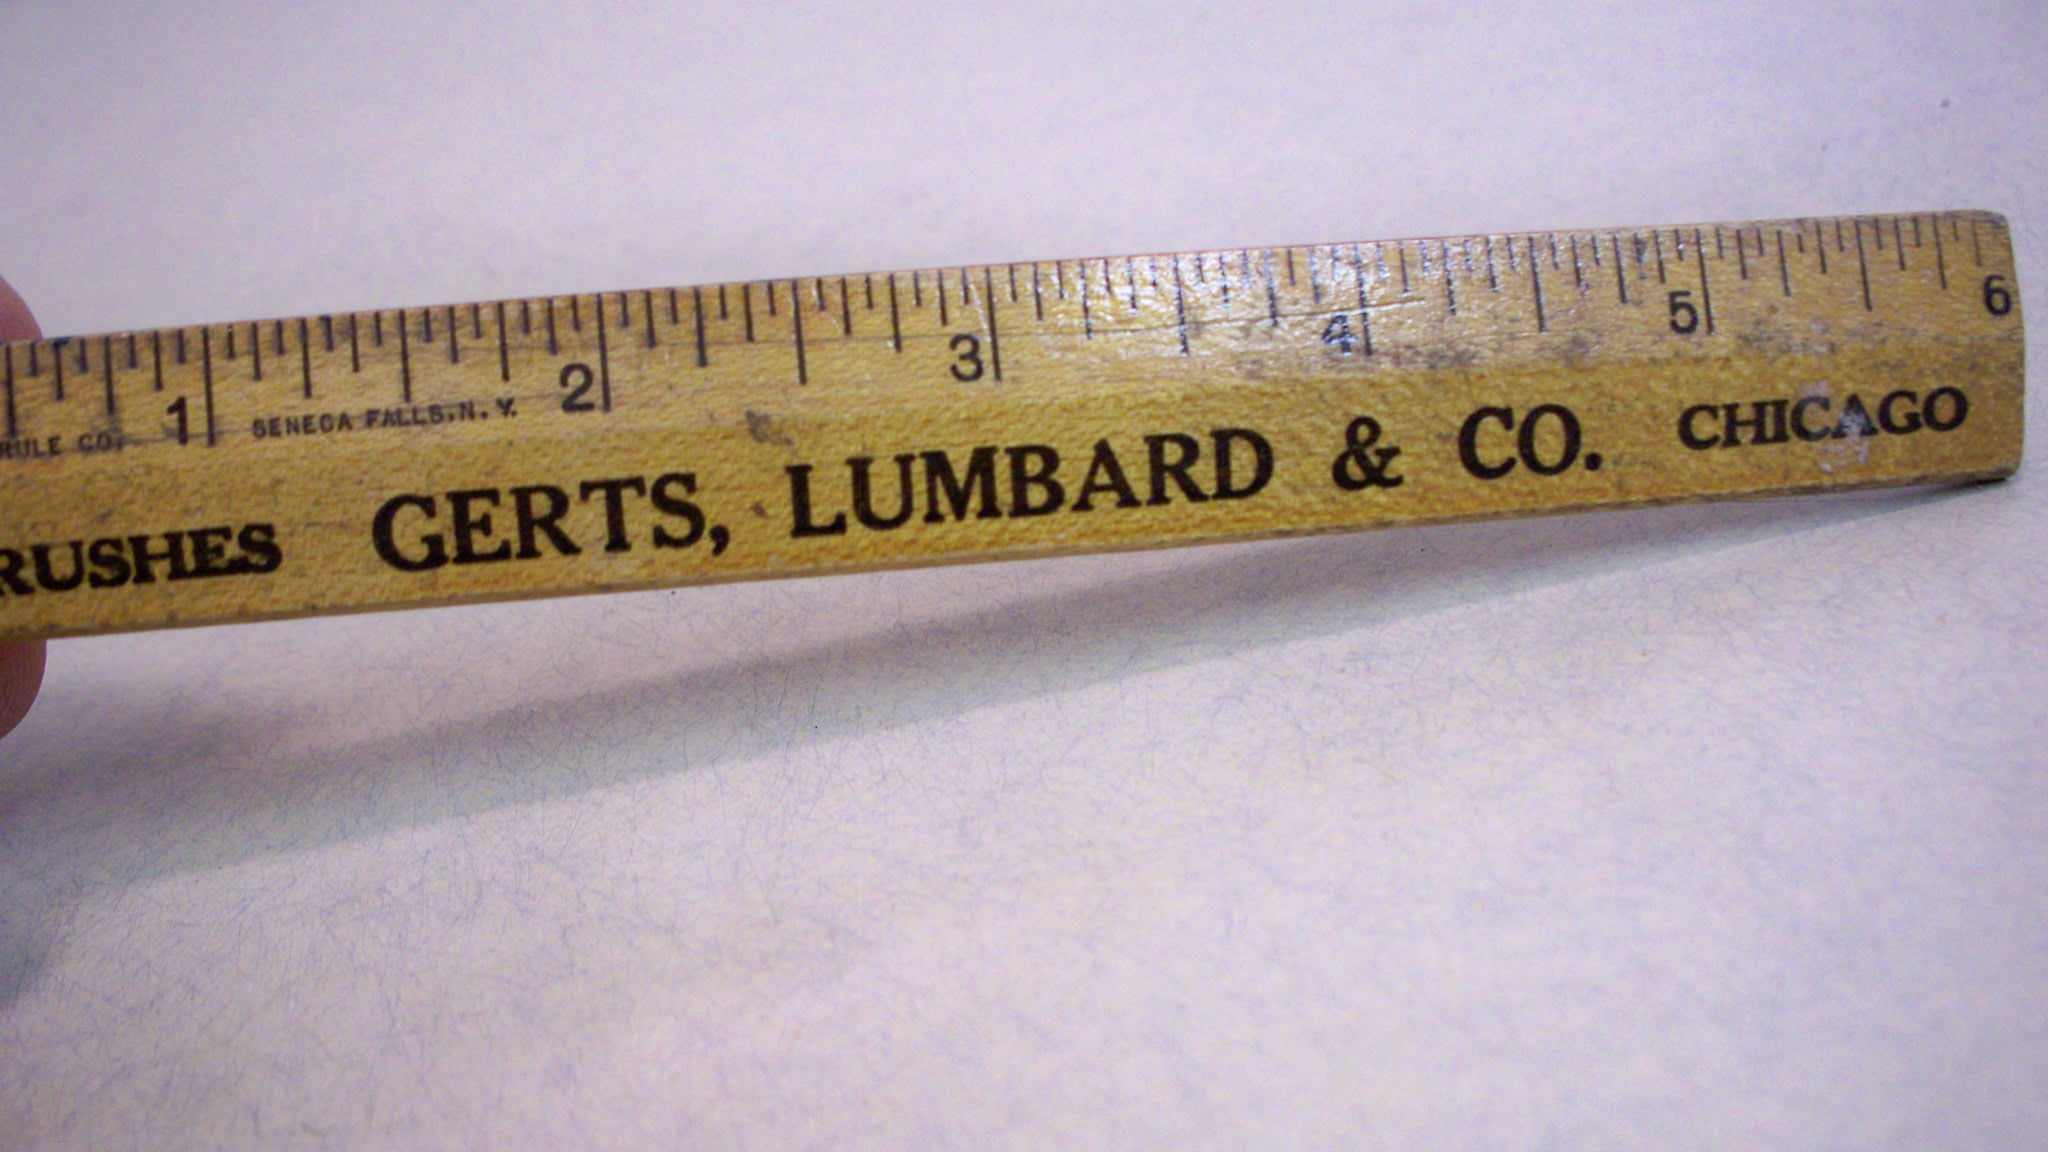 1 2 3 4 5 6
RULE CO. SENECA FALLS, N. Y.
RUSHES GERTS, LUMBARD & CO. CHICAGO